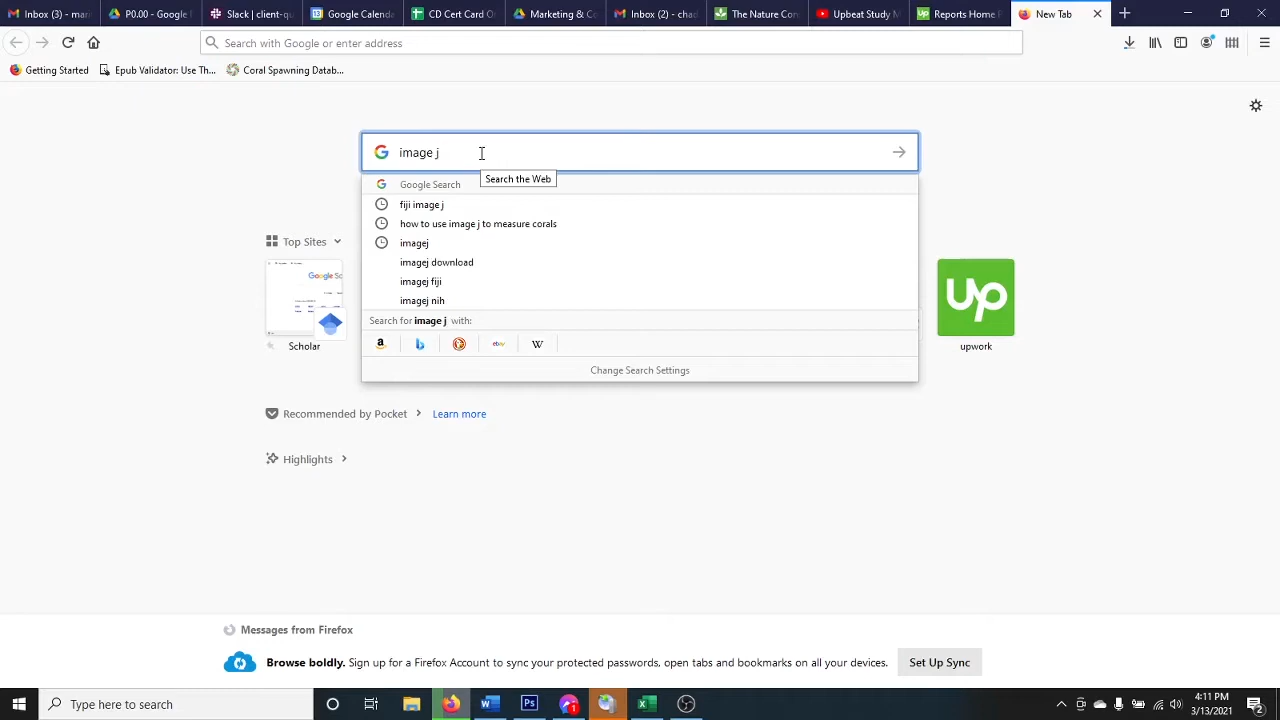 Inbox (3) - mari
P0.00 - Google
Slack | client-qu
Google Calenda
CD Cert Card O
Marketing & C
Inbox (2) - chad
The Nature Con
Upbeat Study M
Reports Home P
New Tab
Search with Google or enter address
Getting Started
Epub Validator: Use Th...
Coral Spawning Datab...
image j
Search the Web
Google Search
fiji image j
how to use image j to measure corals
imagej
imagej download
imagej fiji
imagej nih
Search for image j with:
Change Search Settings
Top Sites
Scholar
up
upwork
Recommended by Pocket
Learn more
Highlights
Messages from Firefox
Browse boldly. Sign up for a Firefox Account to sync your protected passwords, open tabs and bookmarks on all your devices.
Set Up Sync
Type here to search
4:11 PM
3/13/2021